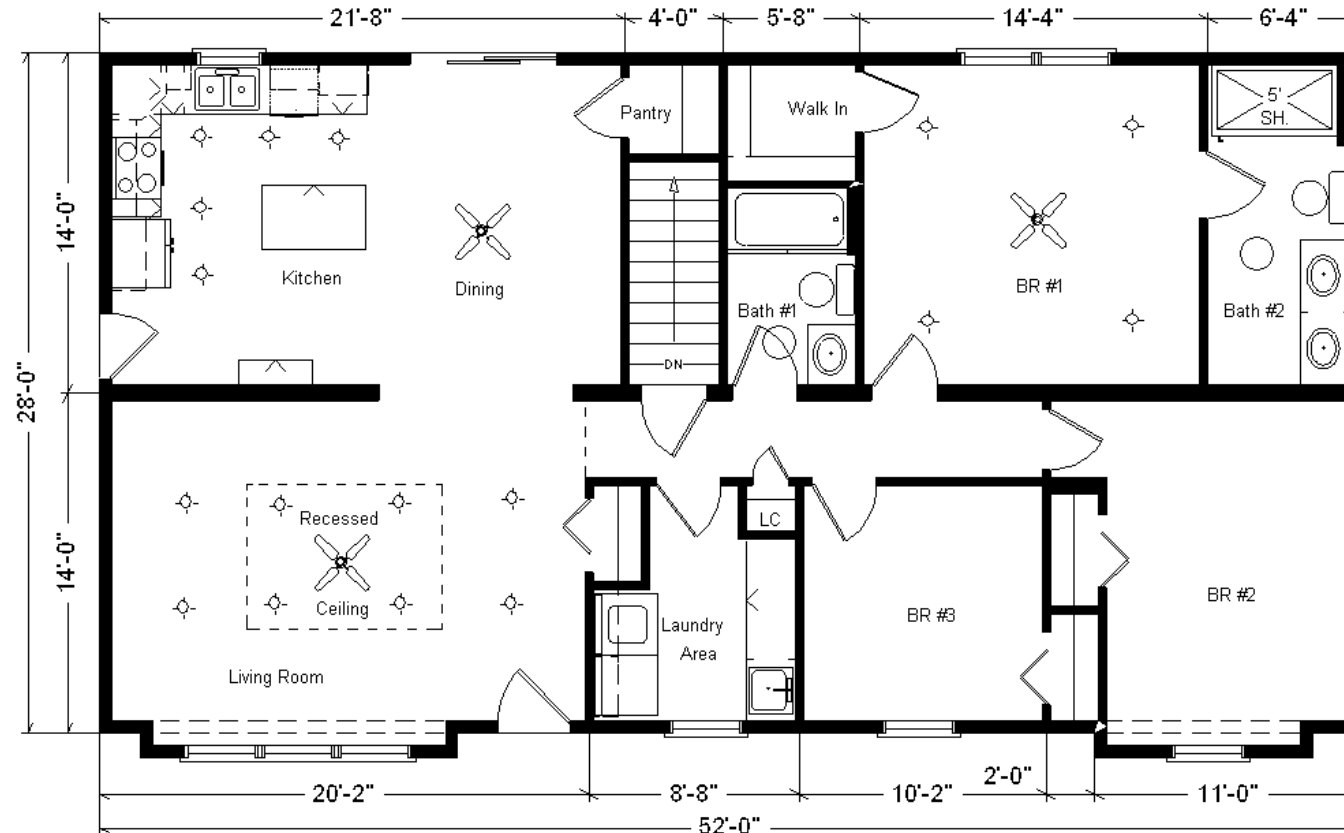 21'-8"
4'-0"
5'-8"
14'-4"
6'-4"
5'
SH.
Pantry
Walk In
14'-0"
Kitchen
Dining
BR #1
Bath #1
Bath #2
DN
28'-0"
14'-0"
LC
Recessed
Ceiling
Laundry
Area
BR #3
BR #2
Living Room
2'-0"
20'-2"
8'-8"
10'-2"
11'-0"
52'-0"